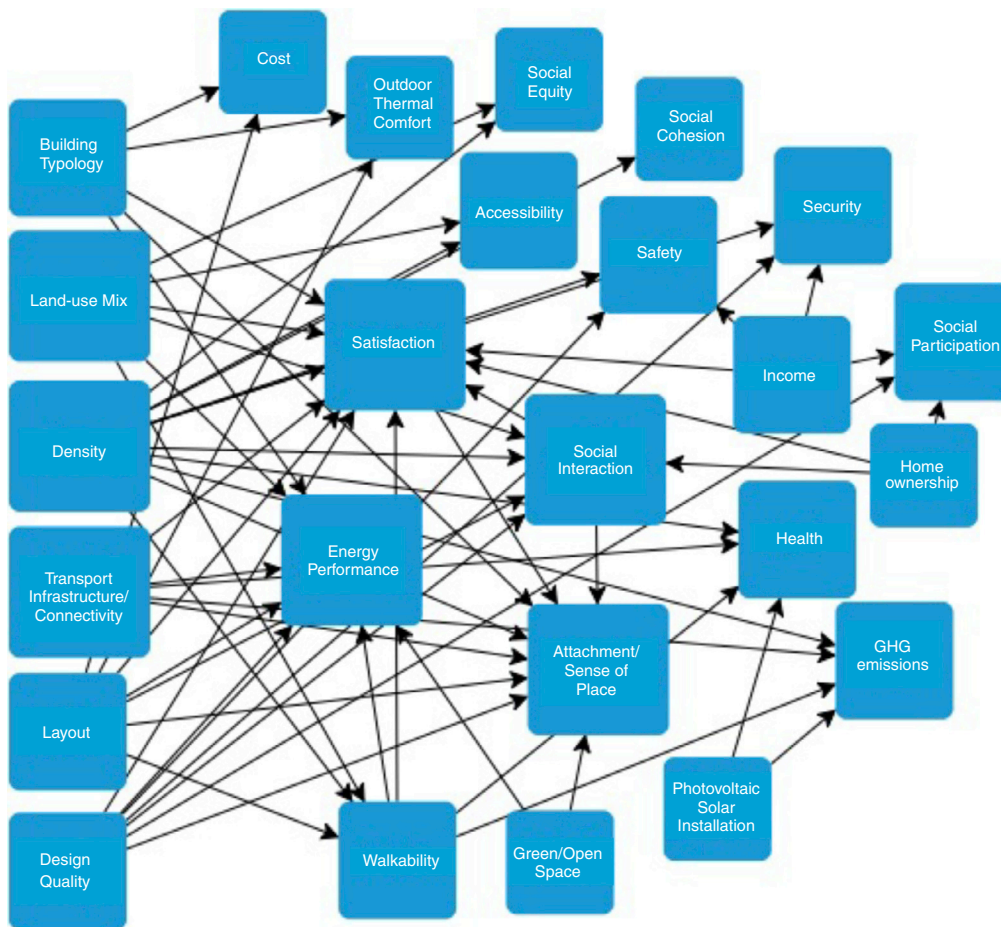 Cost
Outdoor
Thermal
Comfort
Social
Equity
Social
Cohesion
Building
Typology
Accessibility
Security
Safety
Land-use Mix
Satisfaction
Social
Participation
Income
Density
Social
Interaction
Home
ownership
Energy
Performance
Health
Transport
Infrastructure/
Connectivity
Attachment/
Sense of
Place
GHG
emissions
Layout
Photovoltaic
Solar
Installation
Design
Quality
Walkability
Green/Open
Space